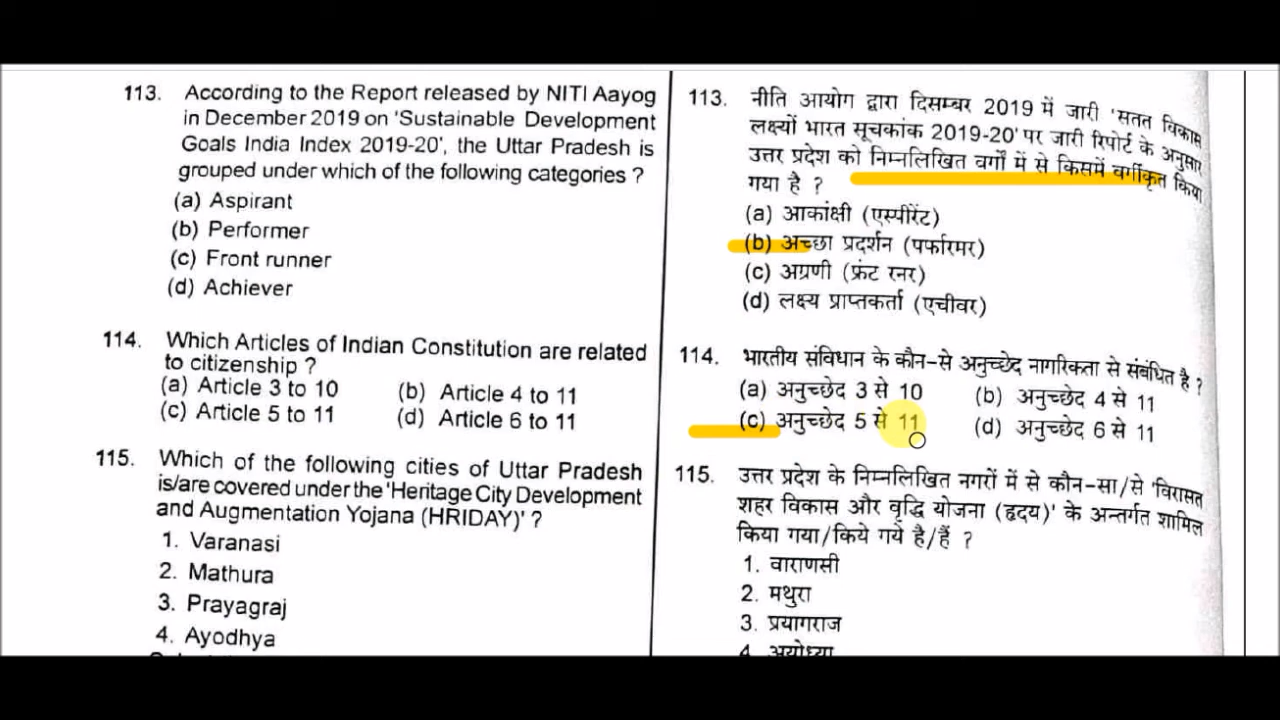 113. According to the Report released by NITI Aayog
in December 2019 on 'Sustainable Development
Goals India Index 2019-20', the Uttar Pradesh is
grouped under which of the following categories ?
(a) Aspirant
(b) Performer
(c) Front runner
(d) Achiever
114. Which Articles of Indian Constitution are related
to citizenship ?
(a) Article 3 to 10 (b) Article 4 to 11
(c) Article 5 to 11 (d) Article 6 to 11
115. Which of the following cities of Uttar Pradesh
is/are covered under the 'Heritage City Development
and Augmentation Yojana (HRIDAY)' ?
1. Varanasi
2. Mathura
3. Prayagraj
4. Ayodhya
113. नीति आयोग द्वारा दिसम्बर 2019 में जारी 'सतत विकास
लक्ष्यों भारत सूचकांक 2019-20' पर जारी रिपोर्ट के अनुसार
उत्तर प्रदेश को निम्नलिखित वर्गों में से किसमें वर्गीकृत किया
गया है ?
(a) आकांक्षी (एस्पीरेंट)
(b) अच्छा प्रदर्शन (पर्फारमर)
(c) अग्रणी (फ्रंट रनर)
(d) लक्ष्य प्राप्तकर्ता (एचीवर)
114. भारतीय संविधान के कौन-से अनुच्छेद नागरिकता से संबंधित है ?
(a) अनुच्छेद 3 से 10 (b) अनुच्छेद 4 से 11
(c) अनुच्छेद 5 से 11 (d) अनुच्छेद 6 से 11
115. उत्तर प्रदेश के निम्नलिखित नगरों में से कौन-सा/से 'विरासत
शहर विकास और वृद्धि योजना (हृदय)' के अन्तर्गत शामिल
किया गया/किये गये है/हैं ?
1. वाराणसी
2. मथुरा
3. प्रयागराज
4. अयोध्या